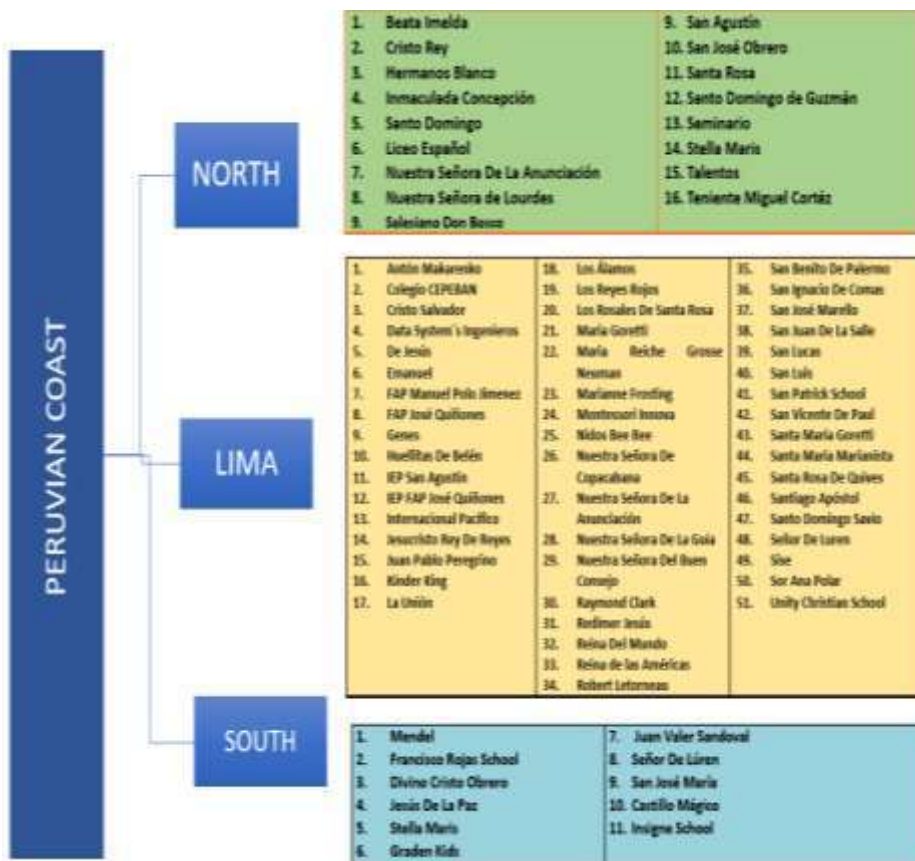 PERUVIAN COAST
NORTH
1. Beata Imelda
2. Cristo Rey
3. Hermanos Blanco
4. Inmaculada Concepción
5. Santo Domingo
6. Liceo Español
7. Nuestra Señora De La Anunciación
8. Nuestra Señora de Lourdes
9. Salesiano Don Bosco
9. San Agustín
10. San José Obrero
11. Santa Rosa
12. Santo Domingo de Guzmán
13. Seminario
14. Stella Maris
15. Talentos
16. Teniente Miguel Cortéz
LIMA
1. Antón Makarenko
2. Colegio CEPEBAN
3. Cristo Salvador
4. Data System´s Ingenieros
5. De Jesús
6. Emanuel
7. FAP Manuel Polo Jimenez
8. FAP José Quiñones
9. Genes
10. Huellitas De Belén
11. IEP San Agustín
12. IEP FAP José Quiñones
13. Internacional Pacífico
14. Jesucristo Rey De Reyes
15. Juan Pablo Peregrino
16. Kinder King
17. La Unión
18. Los Álamos
19. Los Reyes Rojos
20. Los Rosales De Santa Rosa
21. María Goretti
22. María Reiche Grosse
Neuman
23. Marianne Frosting
24. Montessori Innova
25. Nidos Bee Bee
26. Nuestra Señora De
Copacabana
27. Nuestra Señora De La
Anunciación
28. Nuestra Señora De La Guia
29. Nuestra Señora Del Buen
Consejo
30. Raymond Clark
31. Redimer Jesús
32. Reina Del Mundo
33. Reina de las Américas
34. Robert Letorneau
35. San Benito De Palermo
36. San Ignacio De Comas
37. San José Marello
38. San Juan De La Salle
39. San Lucas
40. San Luis
41. San Patrick School
42. San Vicente De Paul
43. Santa María Goretti
44. Santa María Marianista
45. Santa Rosa De Quives
46. Santiago Apóstol
47. Santo Domingo Savio
48. Señor De Luren
49. Sise
50. Sor Ana Polar
51. Unity Christian School
SOUTH
1. Mendel
2. Francisco Rojas School
3. Divino Cristo Obrero
4. Jesús De La Paz
5. Stella Maris
6. Graden Kids
7. Juan Valer Sandoval
8. Señor De Lúren
9. San José María
10. Castillo Mágico
11. Insigne School